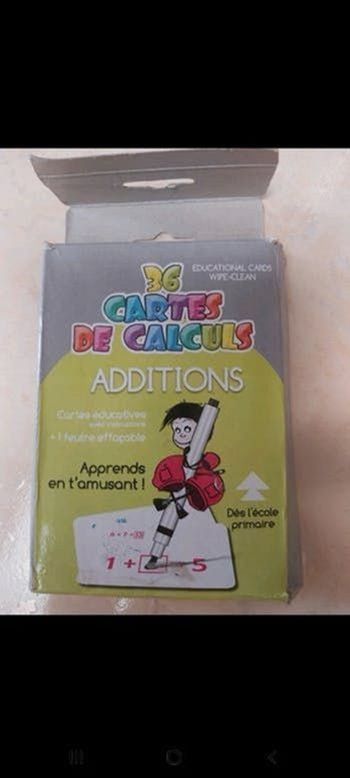 36
EDUCATIONAL CARDS
WIPE-CLEAN
CARTES
DE CALCULS
ADDITIONS
Cartes éducatives
+ 1 feutre effaçable
Apprends
en t'amusant !
Dès l'école
primaire
1 + 5